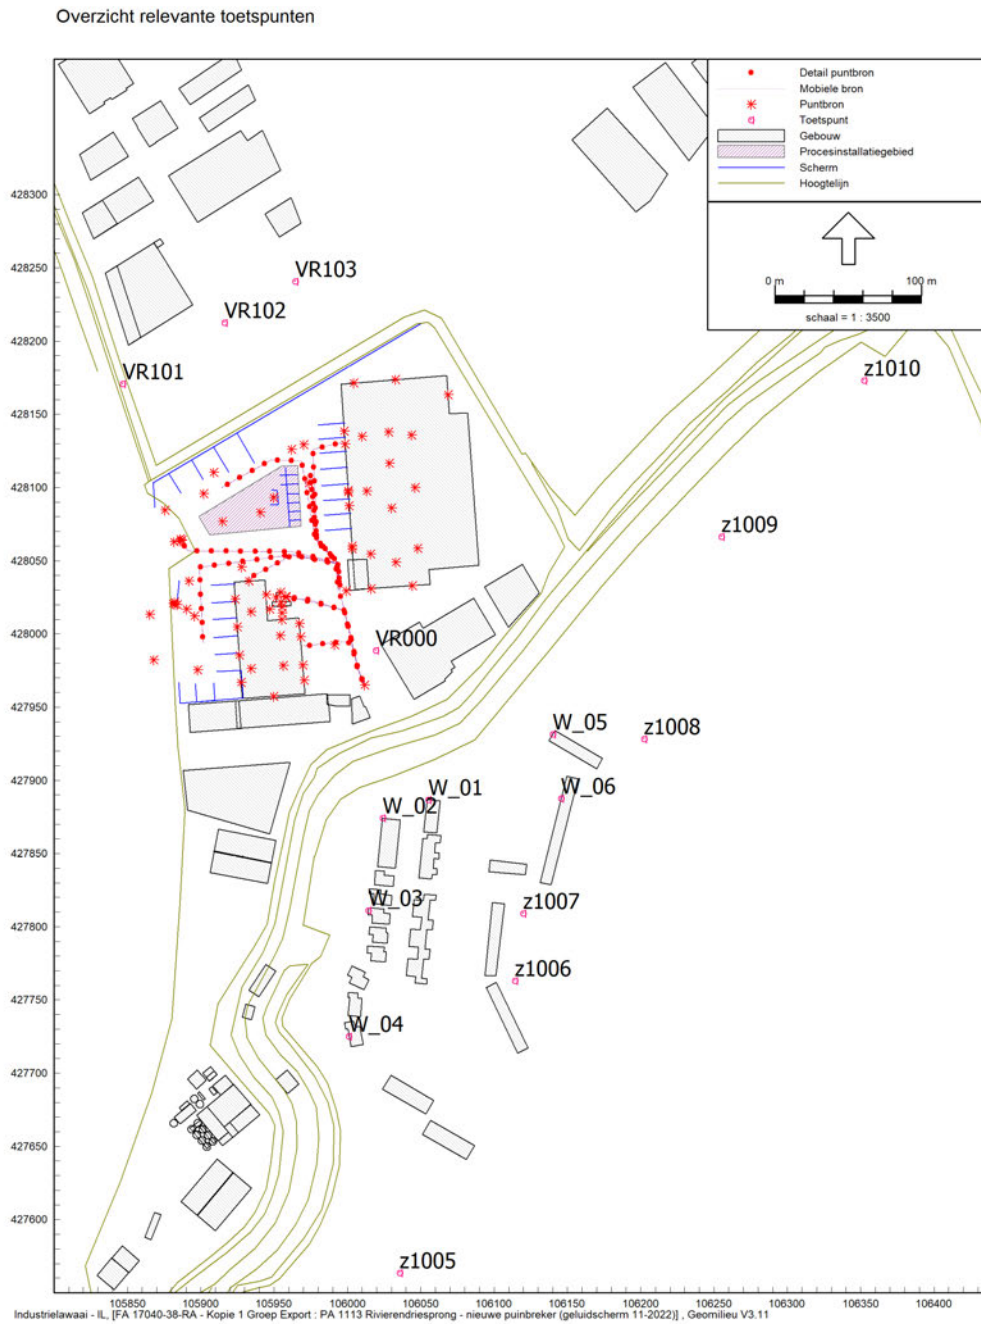 Overzicht relevante toetspunten
Detail puntbron
Mobiele bron
Puntbron
Toetspunt
Gebouw
Procesinstallatiegebied
Scherm
Hoogtelijn
0 m 100 m
schaal = 1 : 3500
428300
428250
428200
428150
428100
428050
428000
427950
427900
427850
427800
427750
427700
427650
427600
VR103
VR102
VR101
z1010
z1009
VR000
W_05
z1008
W_01
W_06
W_02
W_03
z1007
z1006
W_04
z1005
105850 105900 105950 106000 106050 106100 106150 106200 106250 106300 106350 106400
Industrielawaai - IL, [FA 17040-38-RA - Kopie 1 Groep Export : PA 1113 Rivierendriesprong - nieuwe puinbreker (geluidscherm 11-2022)] , Geomilieu V3.11